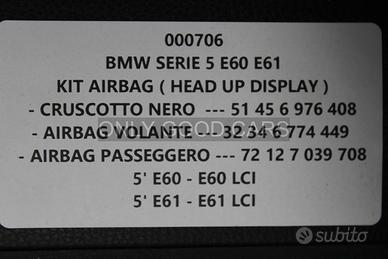 000706
BMW SERIE 5 E60 E61
KIT AIRBAG ( HEAD UP DISPLAY )
- CRUSCOTTO NERO --- 51 45 6 976 408
ONLY GOOD CARS
- AIRBAG VOLANTE --- 32 34 6 774 449
- AIRBAG PASSEGGERO --- 72 12 7 039 708
5' E60 - E60 LCI
5' E61 - E61 LCI
subito